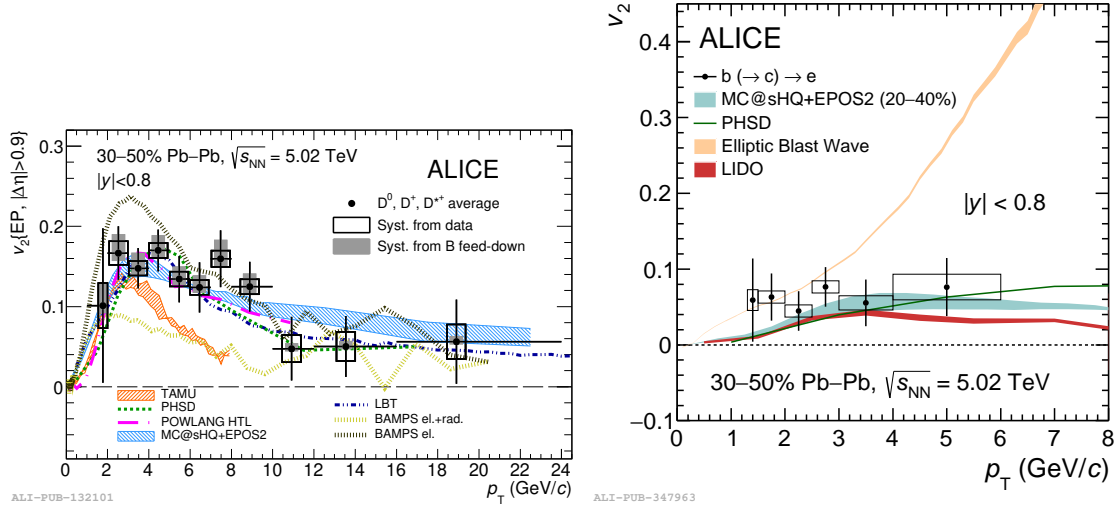 0.3
0.2
0.1
0
v₂{EP, |Δη|>0.9}
30–50% Pb–Pb, √s_NN = 5.02 TeV
|y|<0.8
ALICE
D⁰, D⁺, D*⁺ average
Syst. from data
Syst. from B feed-down
TAMU
PHSD
POWLANG HTL
MC@sHQ+EPOS2
LBT
BAMPS el.+rad.
BAMPS el.
0 2 4 6 8 10 12 14 16 18 20 22 24
p_T (GeV/c)
ALI-PUB-132101
v₂
0.4
0.3
0.2
0.1
0
−0.1
ALICE
b (→ c) → e
MC@sHQ+EPOS2 (20–40%)
PHSD
Elliptic Blast Wave
LIDO
|y| < 0.8
30–50% Pb–Pb, √s_NN = 5.02 TeV
0 1 2 3 4 5 6 7 8
p_T (GeV/c)
ALI-PUB-347963